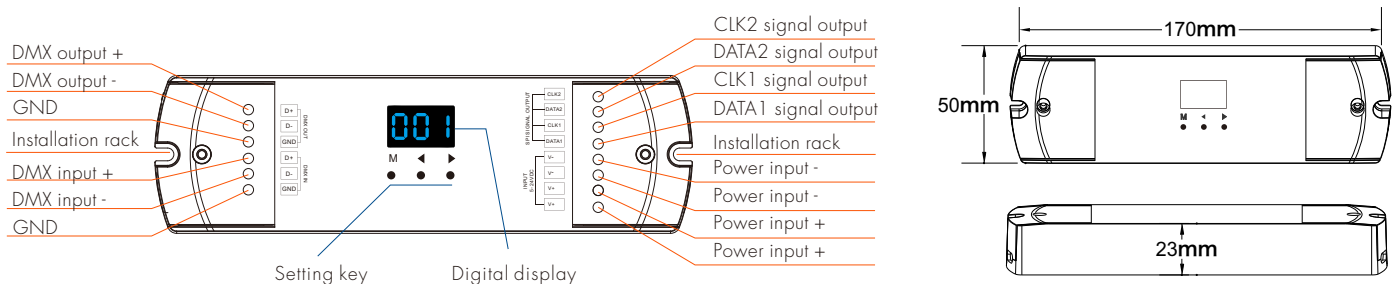 DMX output +
DMX output -
GND
Installation rack
DMX input +
DMX input -
GND
D+
D-
GND
DMX OUT
D+
D-
GND
DMX IN
001
M ◀ ▶
Setting key
Digital display
SPI SIGNAL OUTPUT
CLK2
DATA2
CLK1
DATA1
INPUT
5-24VDC
V-
V-
V+
V+
CLK2 signal output
DATA2 signal output
CLK1 signal output
DATA1 signal output
Installation rack
Power input -
Power input -
Power input +
Power input +
170mm
50mm
M ◀ ▶
23mm